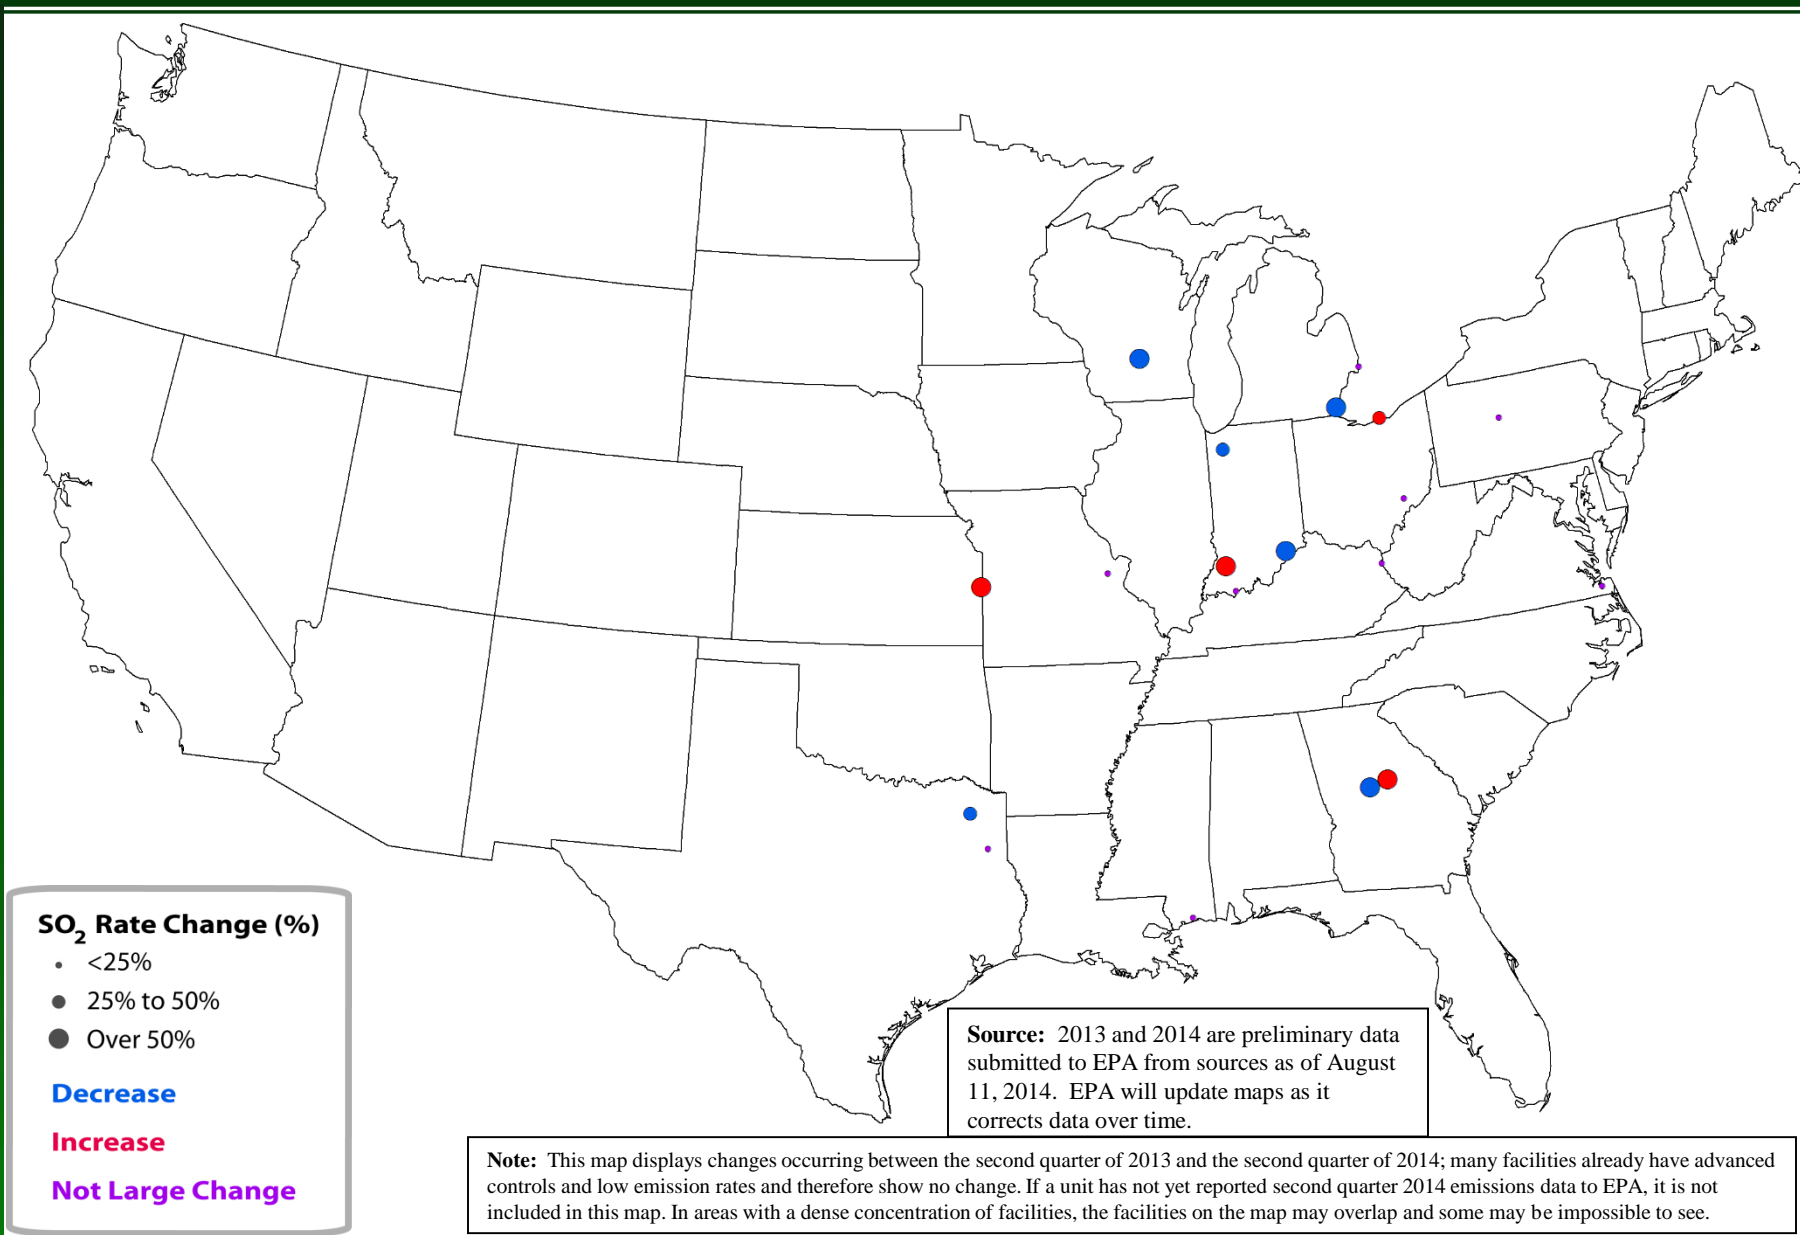 SO2 Rate Change (%)
<25%
25% to 50%
Over 50%
Decrease
Increase
Not Large Change
Source: 2013 and 2014 are preliminary data
submitted to EPA from sources as of August
11, 2014. EPA will update maps as it
corrects data over time.
Note: This map displays changes occurring between the second quarter of 2013 and the second quarter of 2014; many facilities already have advanced
controls and low emission rates and therefore show no change. If a unit has not yet reported second quarter 2014 emissions data to EPA, it is not
included in this map. In areas with a dense concentration of facilities, the facilities on the map may overlap and some may be impossible to see.